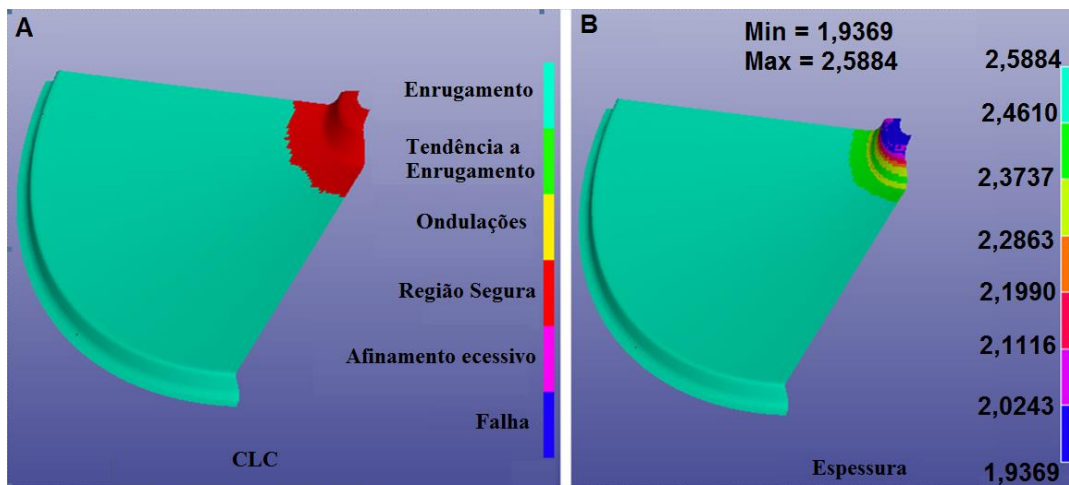 A
Enrugamento
Tendência a
Enrugamento
Ondulações
Região Segura
Afinamento ecessivo
Falha
CLC
B
Min = 1,9369
Max = 2,5884
2,5884
2,4610
2,3737
2,2863
2,1990
2,1116
2,0243
1,9369
Espessura